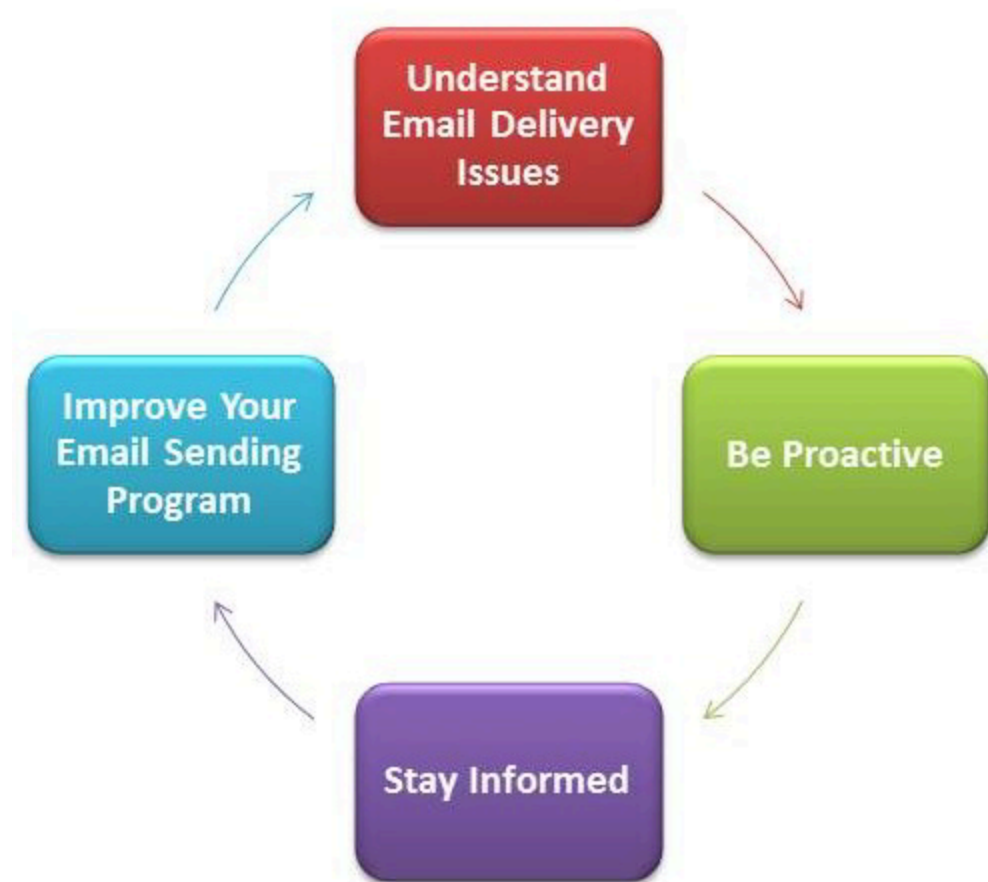 Understand
Email Delivery
Issues
Be Proactive
Stay Informed
Improve Your
Email Sending
Program